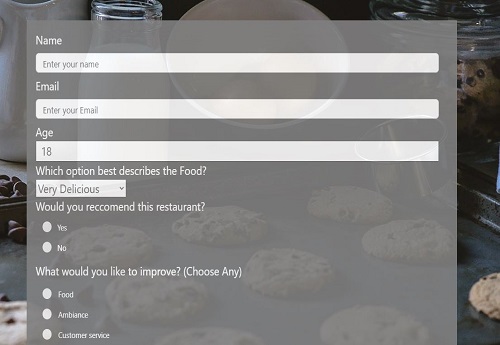 Name
Enter your name
Email
Enter your Email
Age
18
Which option best describes the Food?
Very Delicious
Would you reccomend this restaurant?
Yes
No
What would you like to improve? (Choose Any)
Food
Ambiance
Customer service